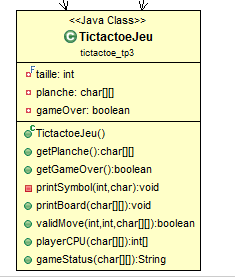 <<Java Class>>
TictactoeJeu
tictactoe_tp3
taille: int
planche: char[][]
gameOver: boolean
TictactoeJeu()
getPlanche():char[][]
getGameOver():boolean
printSymbol(int,char):void
printBoard(char[][]):void
validMove(int,int,char[][]):boolean
playerCPU(char[][]):int[]
gameStatus(char[][]):String